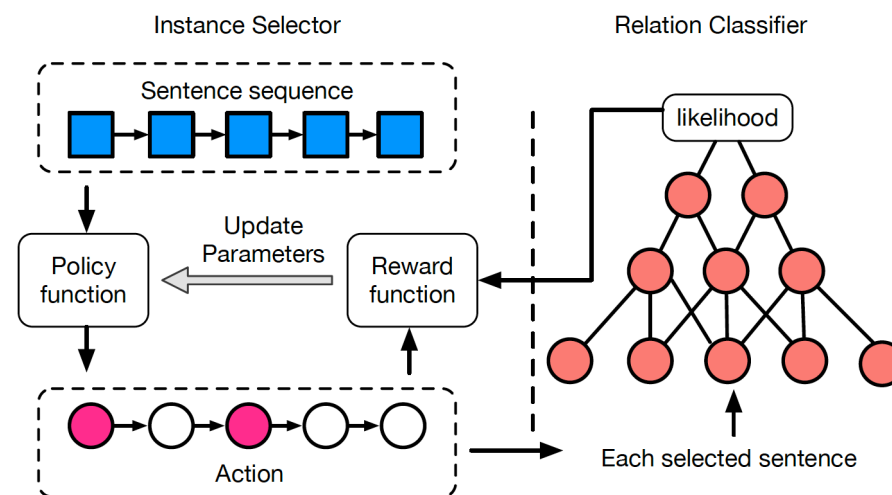 Instance Selector
Relation Classifier
Sentence sequence
likelihood
Update
Parameters
Policy
function
Reward
function
Action
Each selected sentence